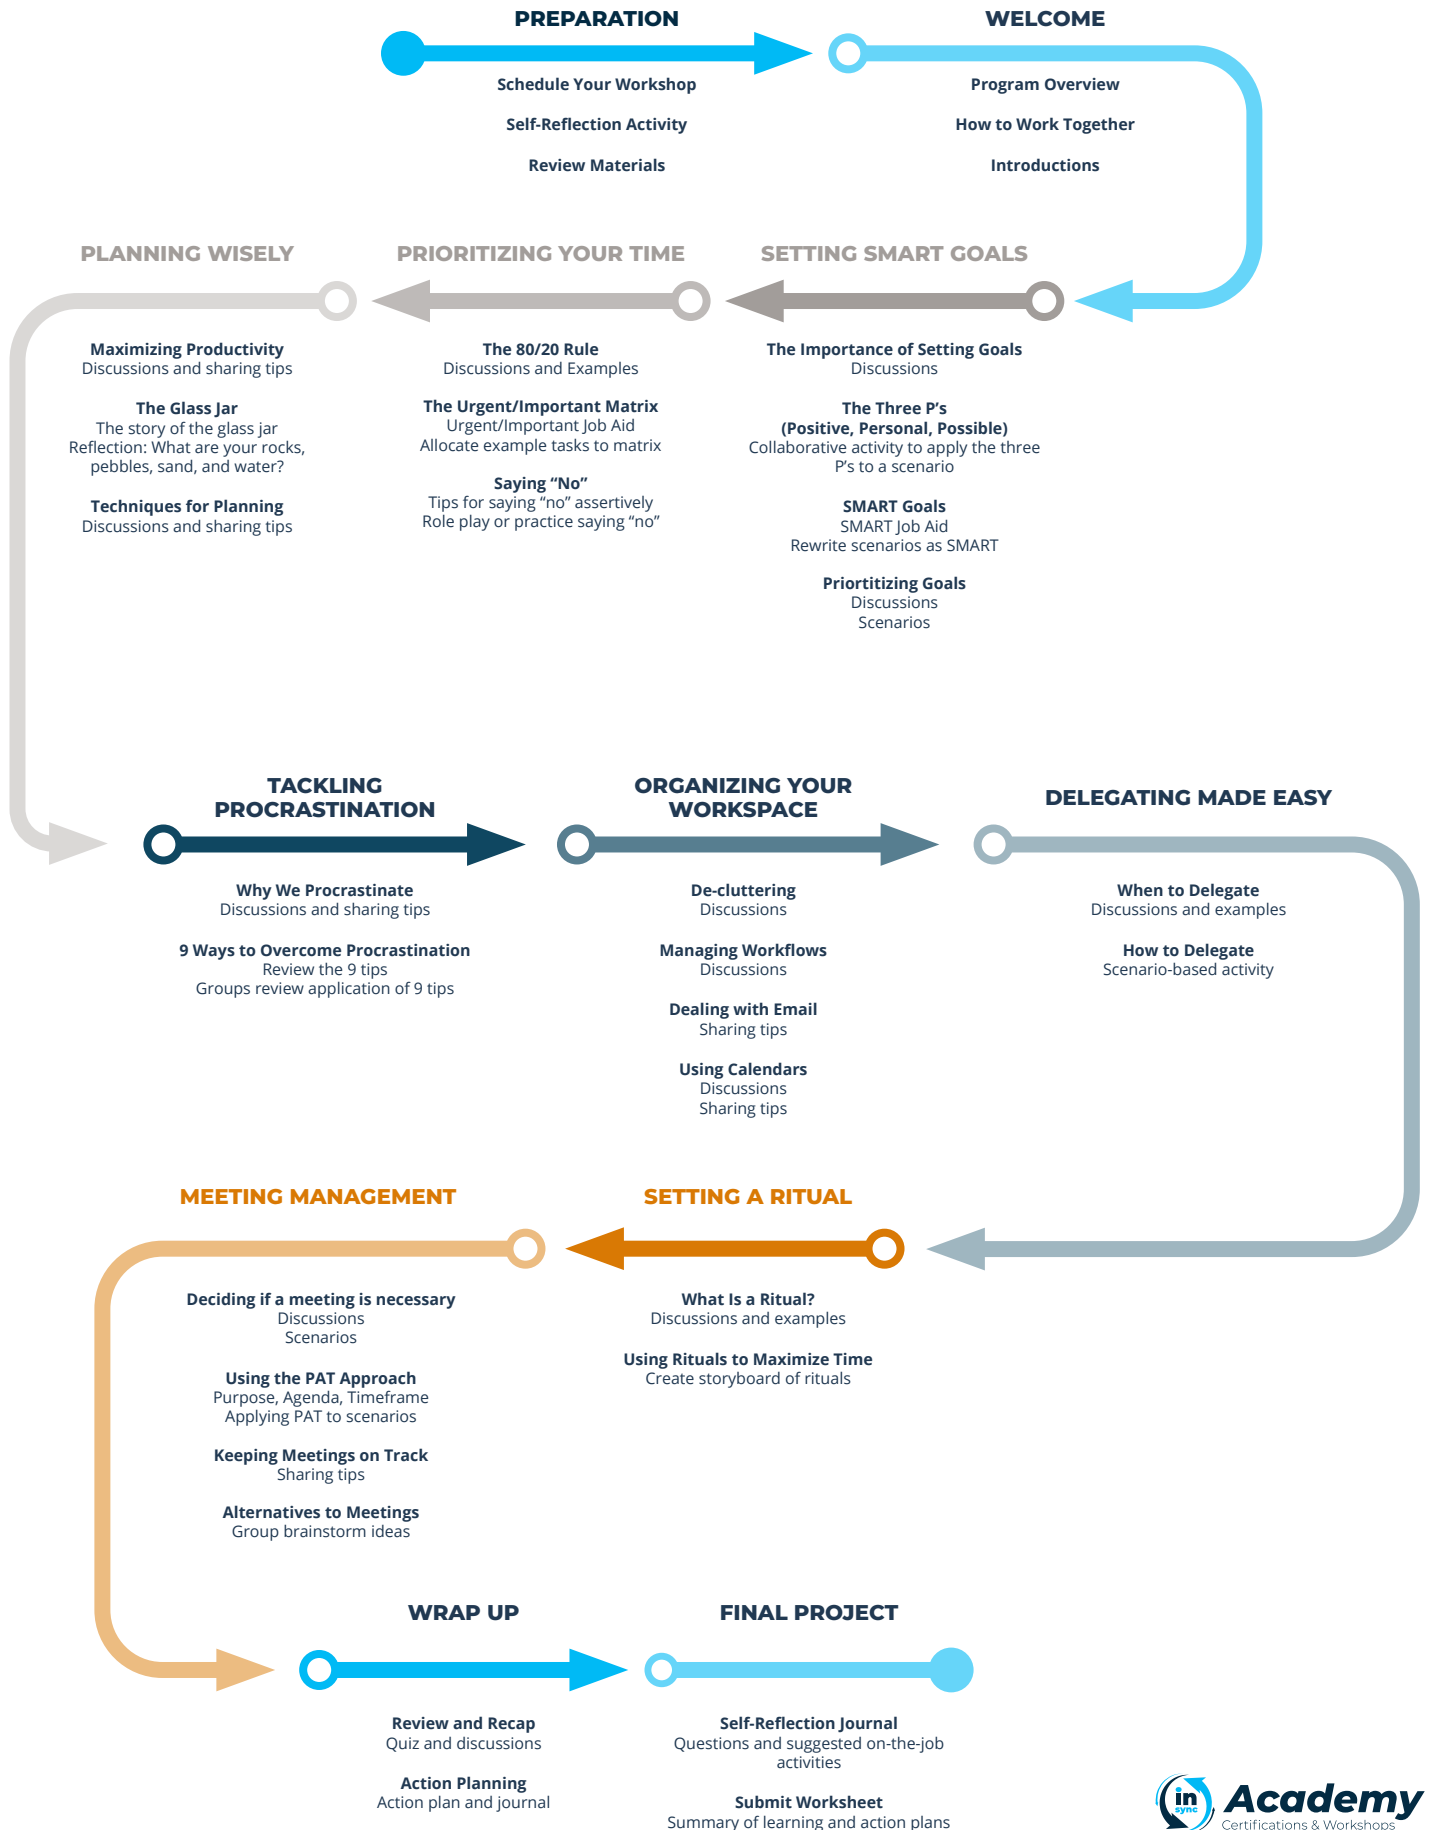 PREPARATION
Schedule Your Workshop
Self-Reflection Activity
Review Materials
WELCOME
Program Overview
How to Work Together
Introductions
SETTING SMART GOALS
The Importance of Setting Goals
Discussions
The Three P's
(Positive, Personal, Possible)
Collaborative activity to apply the three
P's to a scenario
SMART Goals
SMART Job Aid
Rewrite scenarios as SMART
Priortitizing Goals
Discussions
Scenarios
PRIORITIZING YOUR TIME
The 80/20 Rule
Discussions and Examples
The Urgent/Important Matrix
Urgent/Important Job Aid
Allocate example tasks to matrix
Saying “No”
Tips for saying “no” assertively
Role play or practice saying “no”
PLANNING WISELY
Maximizing Productivity
Discussions and sharing tips
The Glass Jar
The story of the glass jar
Reflection: What are your rocks,
pebbles, sand, and water?
Techniques for Planning
Discussions and sharing tips
TACKLING
PROCRASTINATION
Why We Procrastinate
Discussions and sharing tips
9 Ways to Overcome Procrastination
Review the 9 tips
Groups review application of 9 tips
ORGANIZING YOUR
WORKSPACE
De-cluttering
Discussions
Managing Workflows
Discussions
Dealing with Email
Sharing tips
Using Calendars
Discussions
Sharing tips
DELEGATING MADE EASY
When to Delegate
Discussions and examples
How to Delegate
Scenario-based activity
SETTING A RITUAL
What Is a Ritual?
Discussions and examples
Using Rituals to Maximize Time
Create storyboard of rituals
MEETING MANAGEMENT
Deciding if a meeting is necessary
Discussions
Scenarios
Using the PAT Approach
Purpose, Agenda, Timeframe
Applying PAT to scenarios
Keeping Meetings on Track
Sharing tips
Alternatives to Meetings
Group brainstorm ideas
WRAP UP
Review and Recap
Quiz and discussions
Action Planning
Action plan and journal
FINAL PROJECT
Self-Reflection Journal
Questions and suggested on-the-job
activities
Submit Worksheet
Summary of learning and action plans
in
sync
Academy
Certifications & Workshops